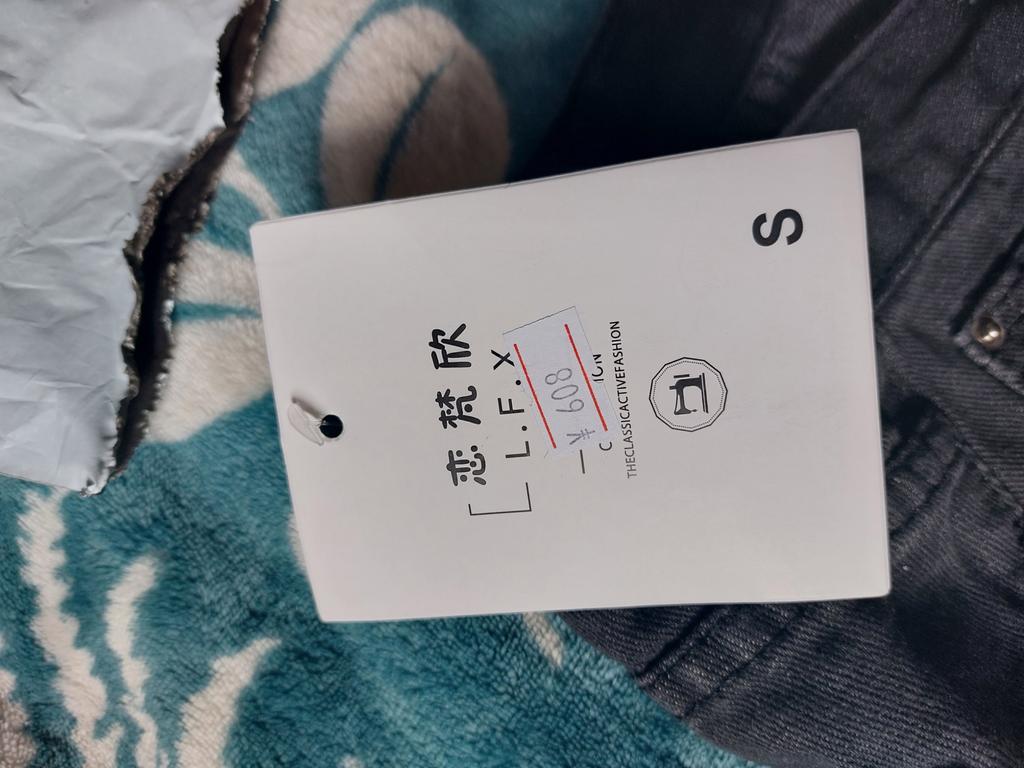 恋梵欣
L.F.X
¥608
THECLASSICACTIVEFASHION
S